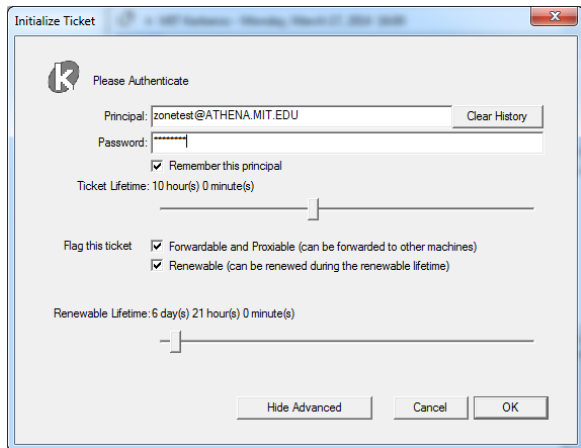 Initialize Ticket
Please Authenticate
Principal: zonetest@ATHENA.MIT.EDU Clear History
Password: ********
Remember this principal
Ticket Lifetime: 10 hour(s) 0 minute(s)
Flag this ticket Forwardable and Proxiable (can be forwarded to other machines)
Renewable (can be renewed during the renewable lifetime)
Renewable Lifetime: 6 day(s) 21 hour(s) 0 minute(s)
Hide Advanced Cancel OK